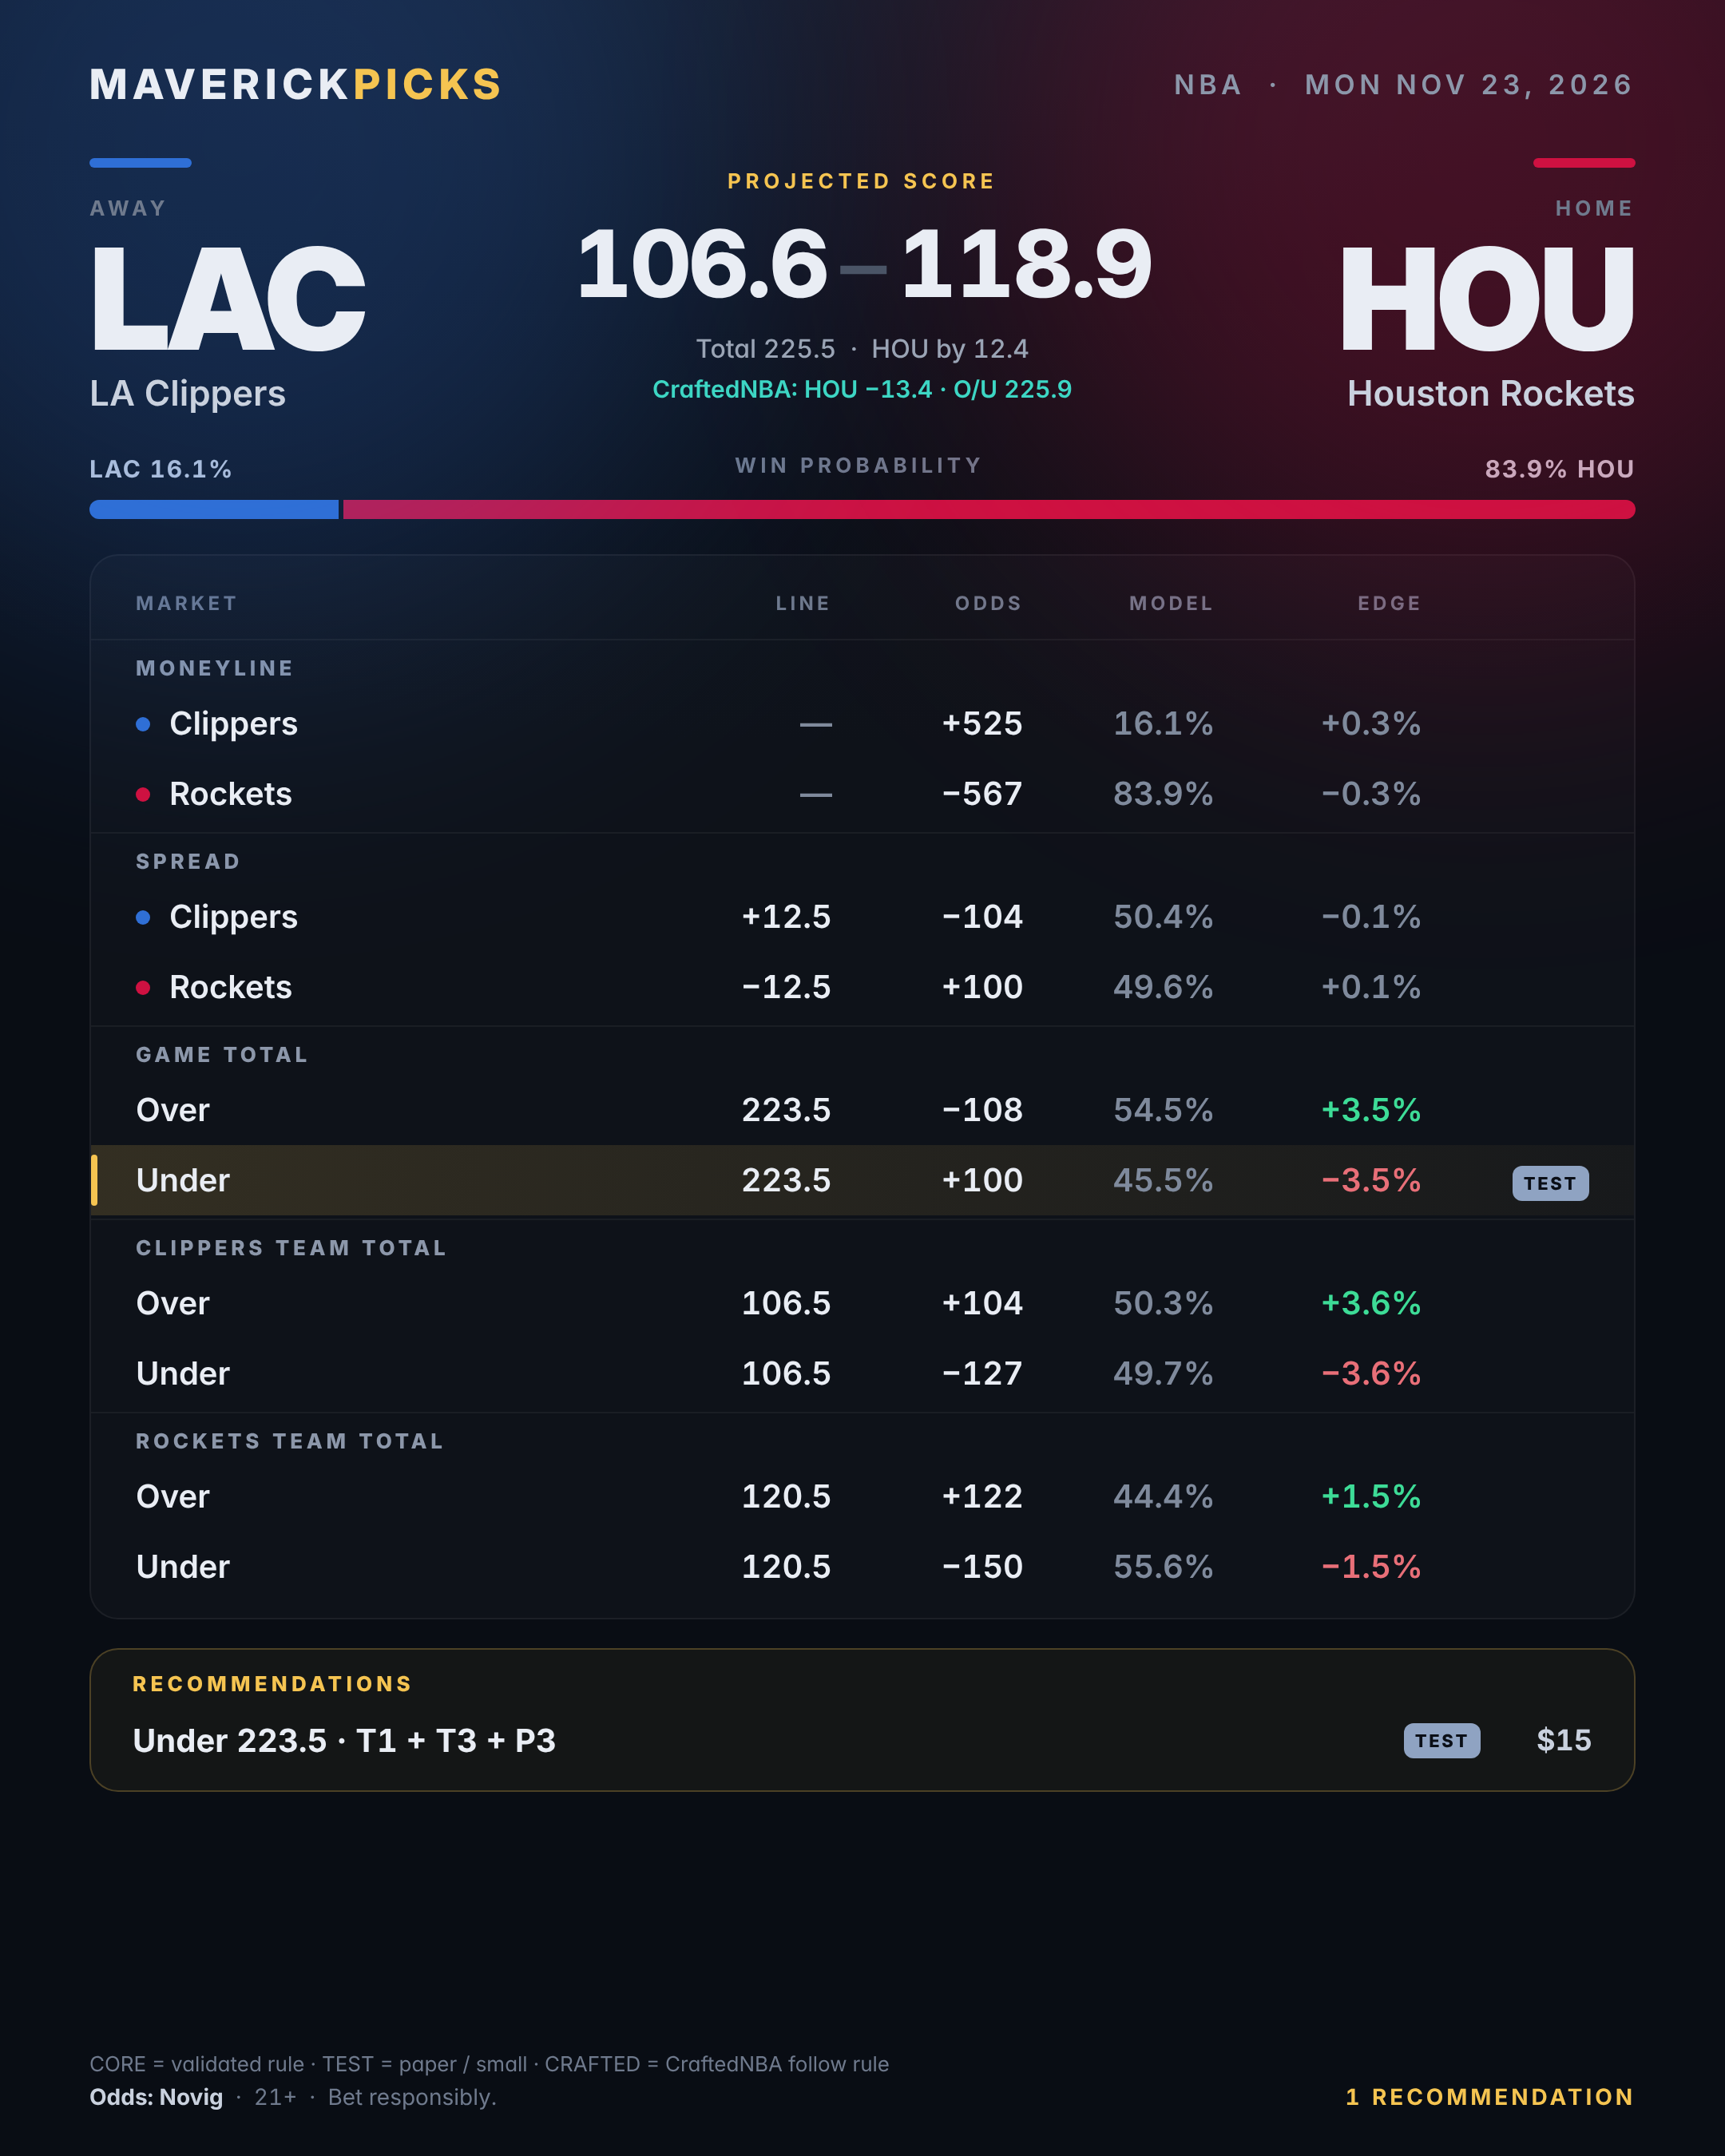 MAVERICKPICKS
NBA · MON NOV 23, 2026
AWAY
LAC
LA Clippers
PROJECTED SCORE
106.6–118.9
Total 225.5 · HOU by 12.4
CraftedNBA: HOU −13.4 · O/U 225.9
HOME
HOU
Houston Rockets
LAC 16.1% WIN PROBABILITY 83.9% HOU
MARKET LINE ODDS MODEL EDGE
MONEYLINE
Clippers — +525 16.1% +0.3%
Rockets — −567 83.9% −0.3%
SPREAD
Clippers +12.5 −104 50.4% −0.1%
Rockets −12.5 +100 49.6% +0.1%
GAME TOTAL
Over 223.5 −108 54.5% +3.5%
Under 223.5 +100 45.5% −3.5% TEST
CLIPPERS TEAM TOTAL
Over 106.5 +104 50.3% +3.6%
Under 106.5 −127 49.7% −3.6%
ROCKETS TEAM TOTAL
Over 120.5 +122 44.4% +1.5%
Under 120.5 −150 55.6% −1.5%
RECOMMENDATIONS
Under 223.5 · T1 + T3 + P3 TEST $15
CORE = validated rule · TEST = paper / small · CRAFTED = CraftedNBA follow rule
Odds: Novig · 21+ · Bet responsibly.
1 RECOMMENDATION